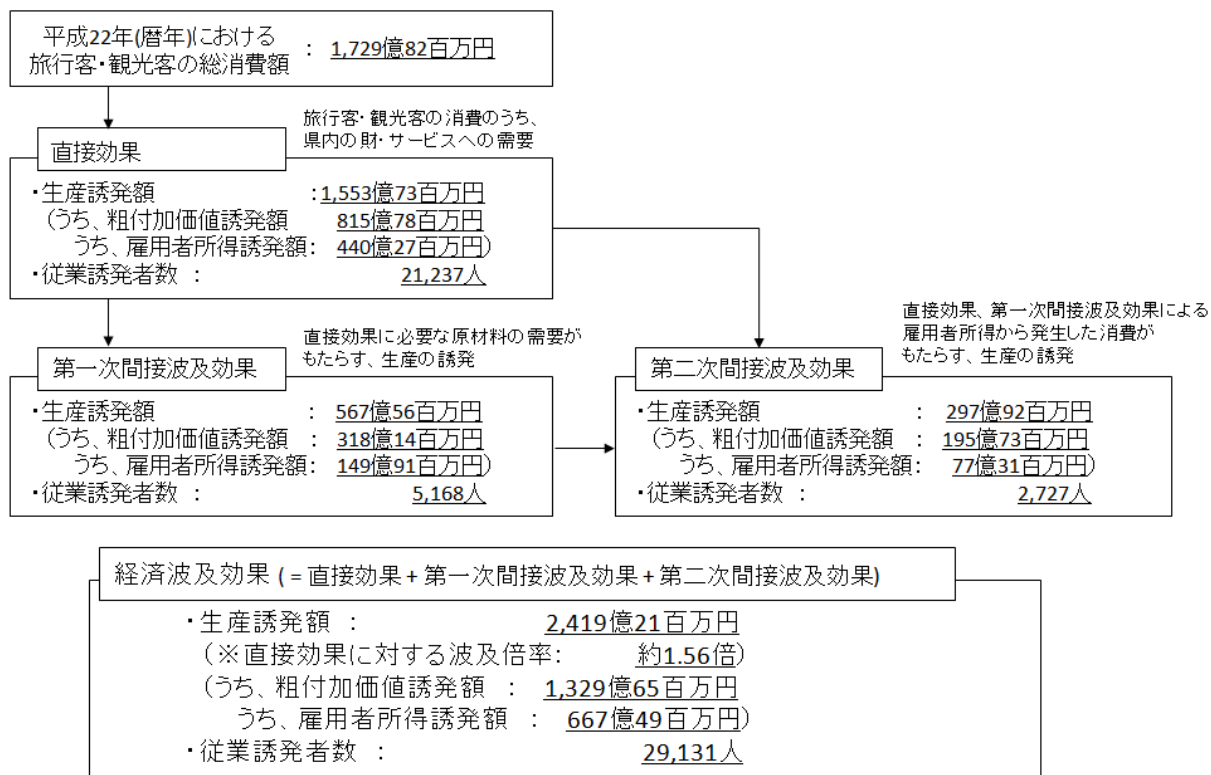 平成22年(暦年)における
旅行客・観光客の総消費額 : 1,729億82百万円
旅行客・観光客の消費のうち、
県内の財・サービスへの需要
直接効果
・生産誘発額 :1,553億73百万円
(うち、粗付加価値誘発額 815億78百万円
うち、雇用者所得誘発額: 440億27百万円)
・従業誘発者数 : 21,237人
直接効果に必要な原材料の需要が
もたらす、生産の誘発
第一次間接波及効果
・生産誘発額 : 567億56百万円
(うち、粗付加価値誘発額 : 318億14百万円
うち、雇用者所得誘発額: 149億91百万円)
・従業誘発者数 : 5,168人
直接効果、第一次間接波及効果による
雇用者所得から発生した消費が
もたらす、生産の誘発
第二次間接波及効果
・生産誘発額 : 297億92百万円
(うち、粗付加価値誘発額 : 195億73百万円
うち、雇用者所得誘発額: 77億31百万円)
・従業誘発者数 : 2,727人
経済波及効果 ( = 直接効果 + 第一次間接波及効果 + 第二次間接波及効果)
・生産誘発額 : 2,419億21百万円
(※直接効果に対する波及倍率: 約1.56倍)
(うち、粗付加価値誘発額 : 1,329億65百万円
うち、雇用者所得誘発額 : 667億49百万円)
・従業誘発者数 : 29,131人